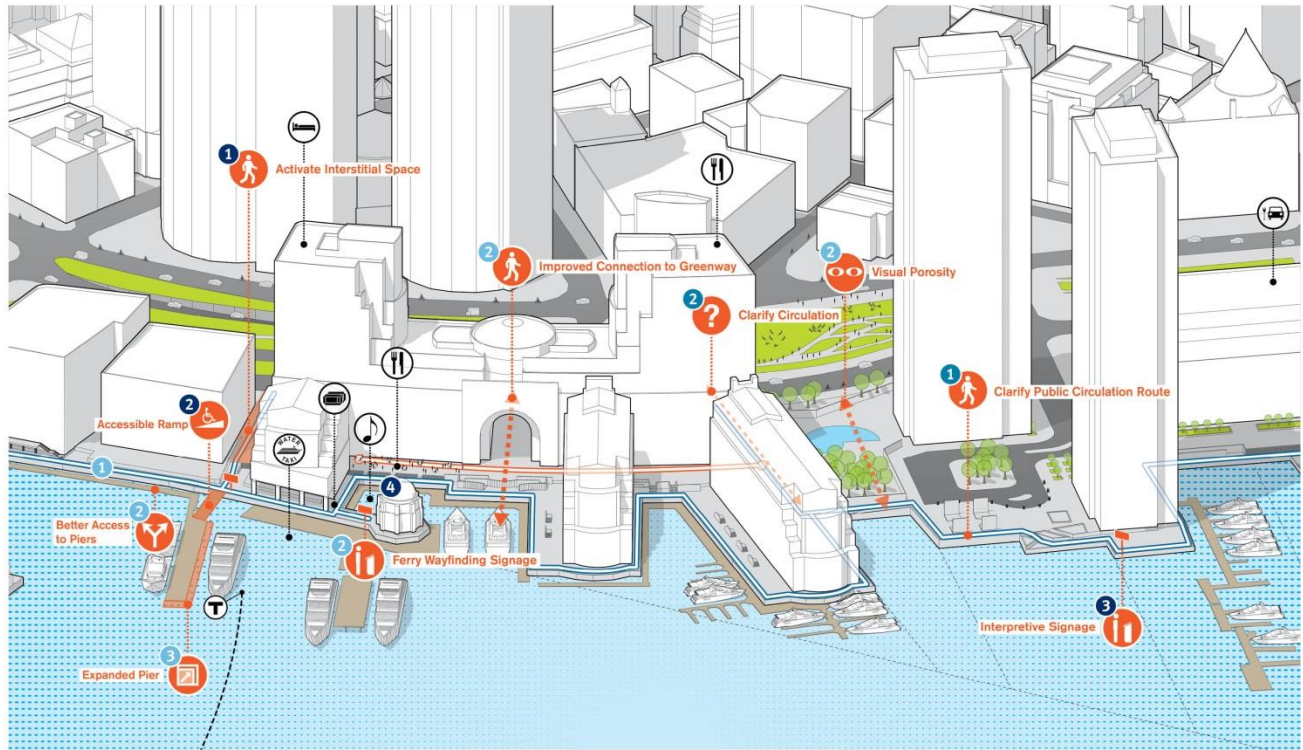 1
Activate Interstitial Space
2
Improved Connection to Greenway
2
Visual Porosity
2
?
Clarify Circulation
1
Clarify Public Circulation Route
2
Accessible Ramp
WATER
TAXI
1
4
2
Better Access
to Piers
2
Ferry Wayfinding Signage
T
3
Interpretive Signage
3
Expanded Pier